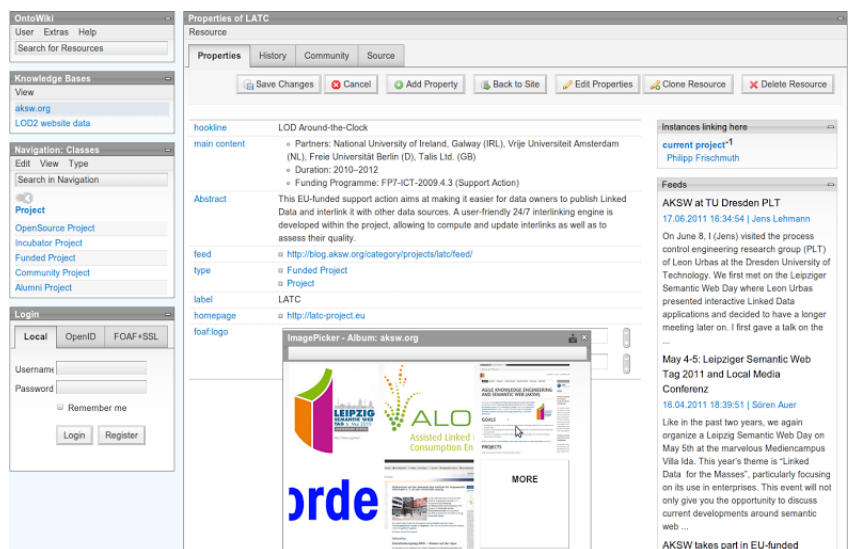 OntoWiki
User Extras Help
Search for Resources
Knowledge Bases
View
aksw.org
LOD2 website data
Navigation: Classes
Edit View Type
Search in Navigation
Project
OpenSource Project
Incubator Project
Funded Project
Community Project
Alumni Project
Login
Local OpenID FOAF+SSL
Username
Password
Remember me
Login Register
Properties of LATC
Resource
Properties History Community Source
Save Changes Cancel Add Property Back to Site Edit Properties Clone Resource Delete Resource
hookline LOD Around-the-Clock
main content Partners: National University of Ireland, Galway (IRL), Vrije Universiteit Amsterdam
(NL), Freie Universität Berlin (D), Talis Ltd. (GB)
Duration: 2010–2012
Funding Programme: FP7-ICT-2009.4.3 (Support Action)
Abstract This EU-funded support action aims at making it easier for data owners to publish Linked
Data and interlink it with other data sources. A user-friendly 24/7 interlinking engine is
developed within the project, allowing to compute and update interlinks as well as to
assess their quality.
feed http://blog.aksw.org/category/projects/latc/feed/
type Funded Project
Project
label LATC
homepage http://latc-project.eu
foaf:logo
ImagePicker - Album: aksw.org
LEIPZIG
SEMANTIC WEB
TAG
ALO
Assisted Linked
Consumption En
AGILE KNOWLEDGE ENGINEERING
AND SEMANTIC WEB (AKSW)
GOALS
PROJECTS
orde
MORE
Instances linking here
current project-1
Philipp Frischmuth
Feeds
AKSW at TU Dresden PLT
17.06.2011 16:34:54 | Jens Lehmann
On June 8, I (Jens) visited the process
control engineering research group (PLT)
of Leon Urbas at the Dresden University of
Technology. We first met on the Leipziger
Semantic Web Day where Leon Urbas
presented interactive Linked Data
applications and decided to have a longer
meeting later on. I first gave a talk on the
...
May 4-5: Leipziger Semantic Web
Tag 2011 and Local Media
Conferenz
16.04.2011 18:39:51 | Sören Auer
Like in the past two years, we again
organize a Leipzig Semantic Web Day on
May 5th at the marvelous Mediencampus
Villa Ida. This year's theme is "Linked
Data for the Masses", particularly focusing
on its use in enterprises. This event will not
only give you the opportunity to discuss
current developments around semantic
web ...
AKSW takes part in EU-funded